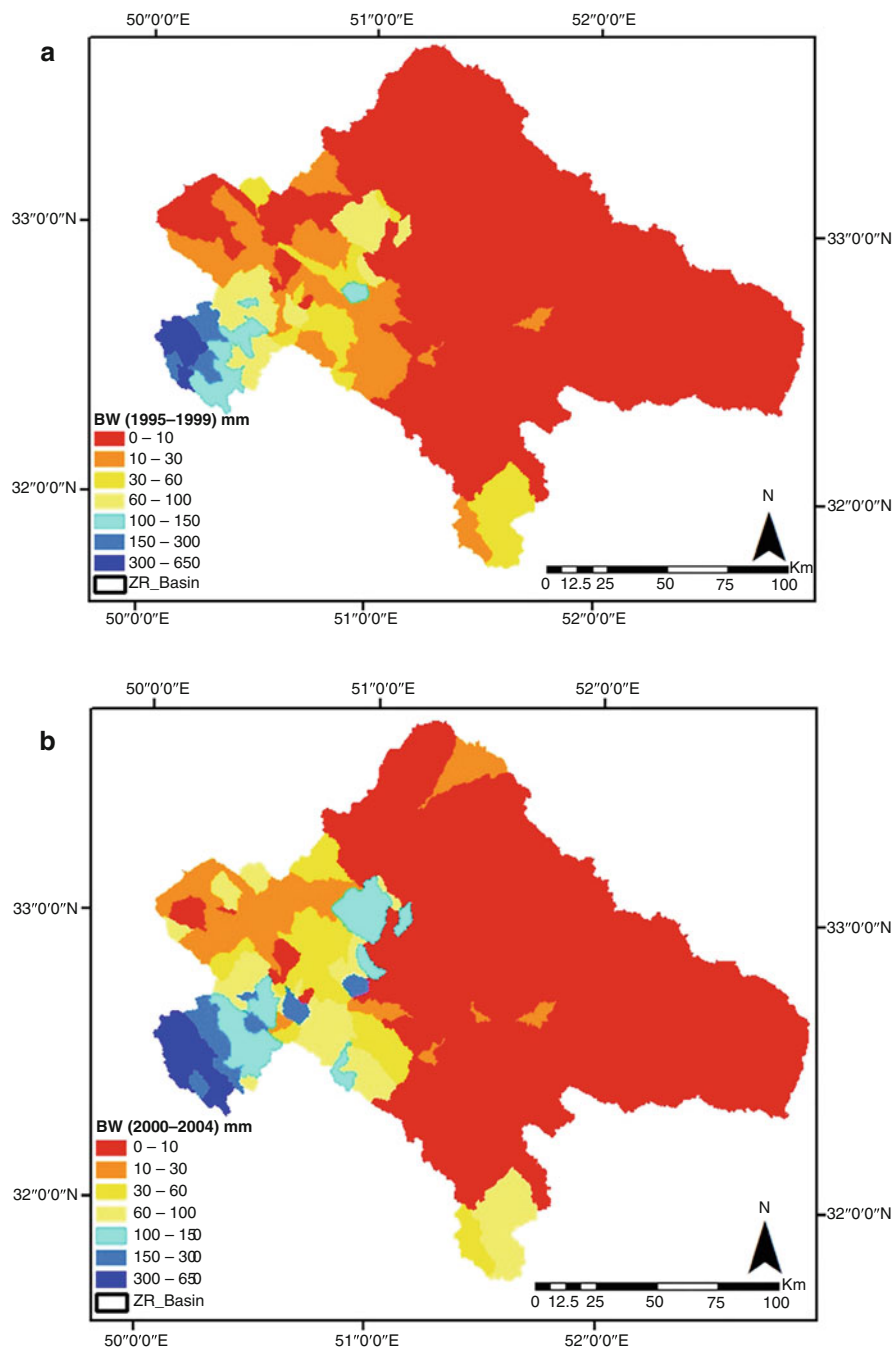 a
50″0′0″E 51″0′0″E 52″0′0″E
33″0′0″N
33″0′0″N
BW (1995–1999) mm
0 – 10
10 – 30
30 – 60
60 – 100
100 – 150
150 – 300
300 – 650
ZR_Basin
32″0′0″N
32″0′0″N
N
Km
0 12.5 25 50 75 100
50″0′0″E 51″0′0″E 52″0′0″E
b
50″0′0″E 51″0′0″E 52″0′0″E
33″0′0″N
33″0′0″N
BW (2000–2004) mm
0 – 10
10 – 30
30 – 60
60 – 100
100 – 150
150 – 300
300 – 650
ZR_Basin
32″0′0″N
32″0′0″N
N
Km
0 12.5 25 50 75 100
50″0′0″E 51″0′0″E 52″0′0″E